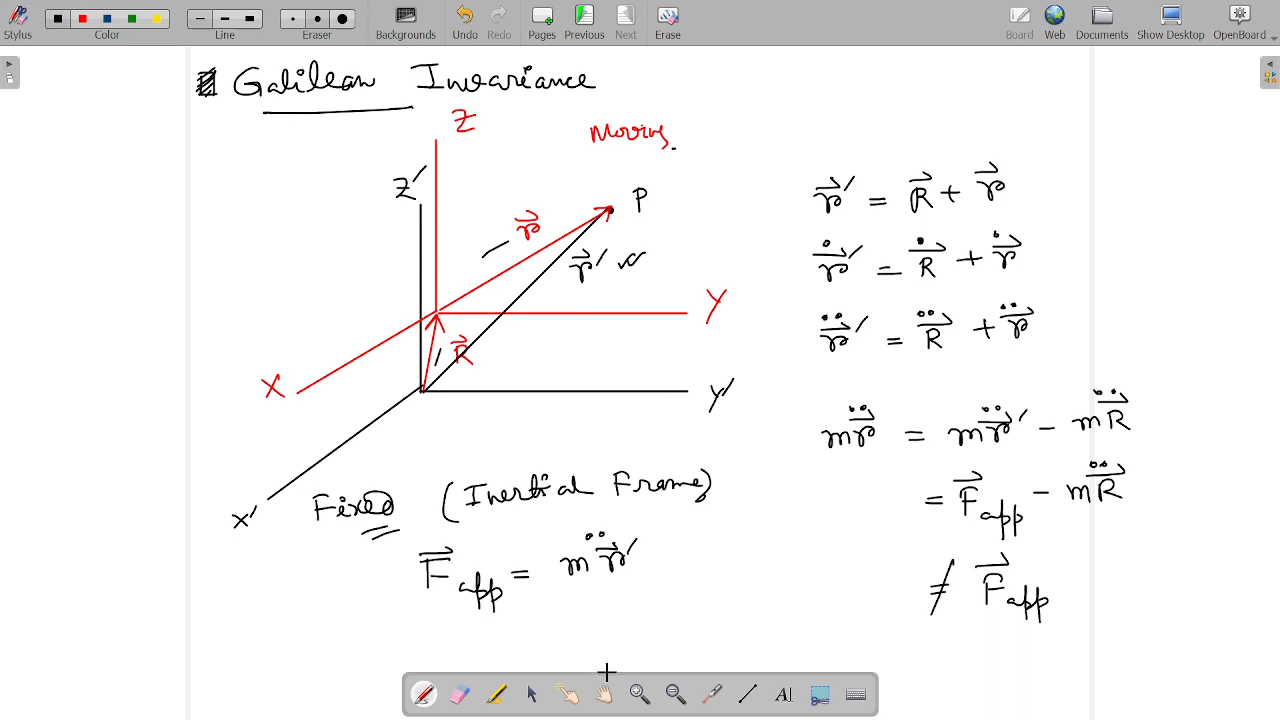 Stylus Color Line Eraser Backgrounds Undo Redo Pages Previous Next Erase Board Web Documents Show Desktop OpenBoard
Galilean Invariance
Z
Moving
Z′
P
r⃗
r⃗′
Y
R⃗
X
Y′
X′
Fixed (Inertial Frame)
F⃗app = m r⃗̈′
r⃗′ = R⃗ + r⃗
r⃗̇′ = R⃗̇ + r⃗̇
r⃗̈′ = R⃗̈ + r⃗̈
m r⃗̈ = m r⃗̈′ − m R⃗̈
= F⃗app − m R⃗̈
≠ F⃗app